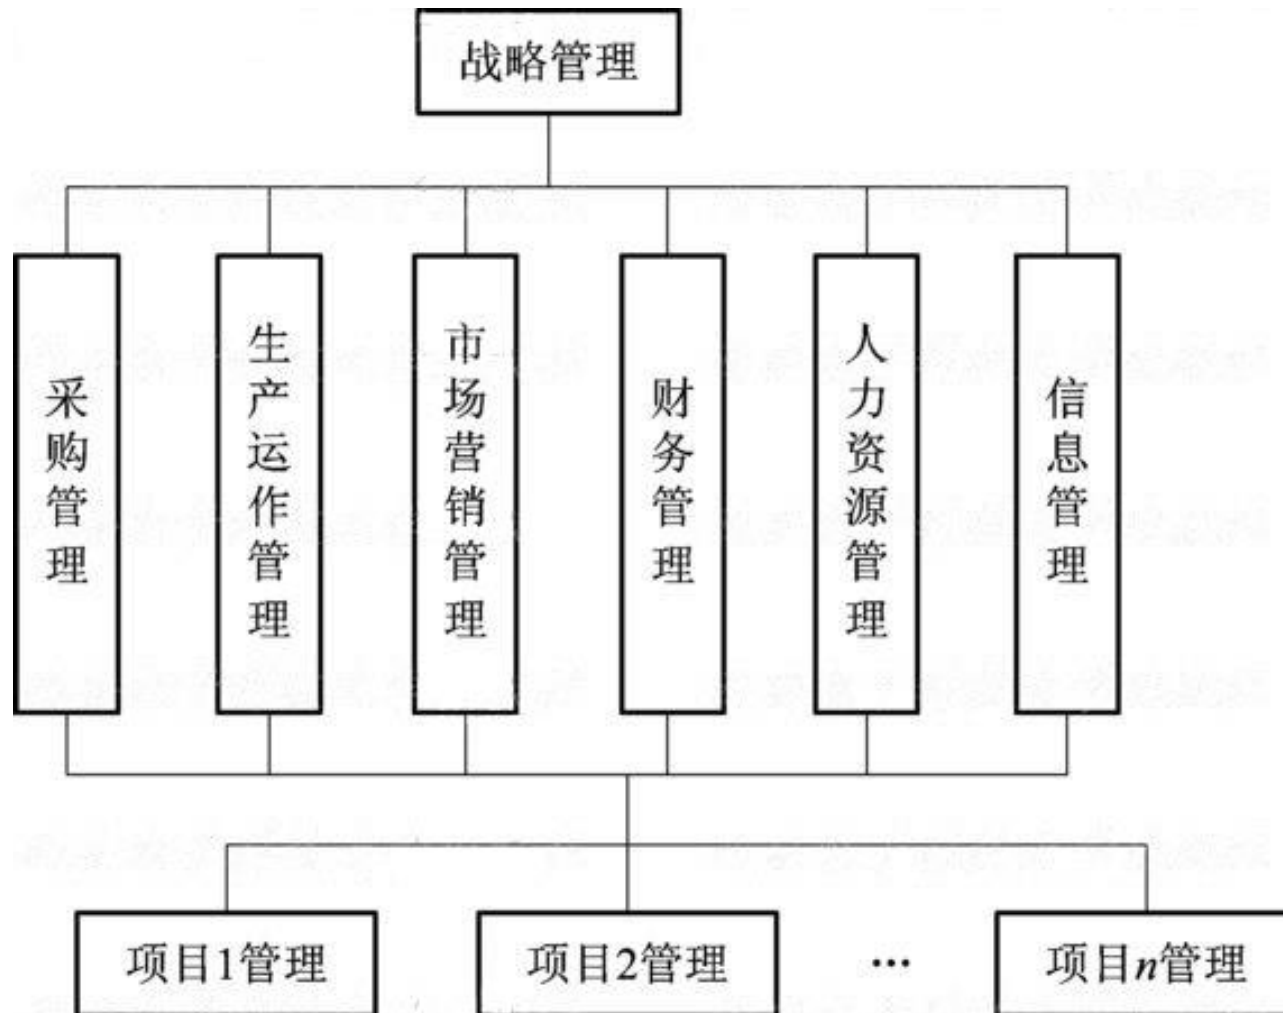 战略管理
采购管理
生产运作管理
市场营销管理
财务管理
人力资源管理
信息管理
项目1管理
项目2管理
...
项目n管理